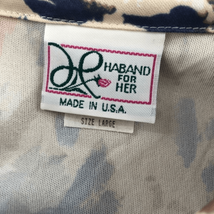 HABAND
FOR
HER
MADE IN U.S.A.
SIZE LARGE